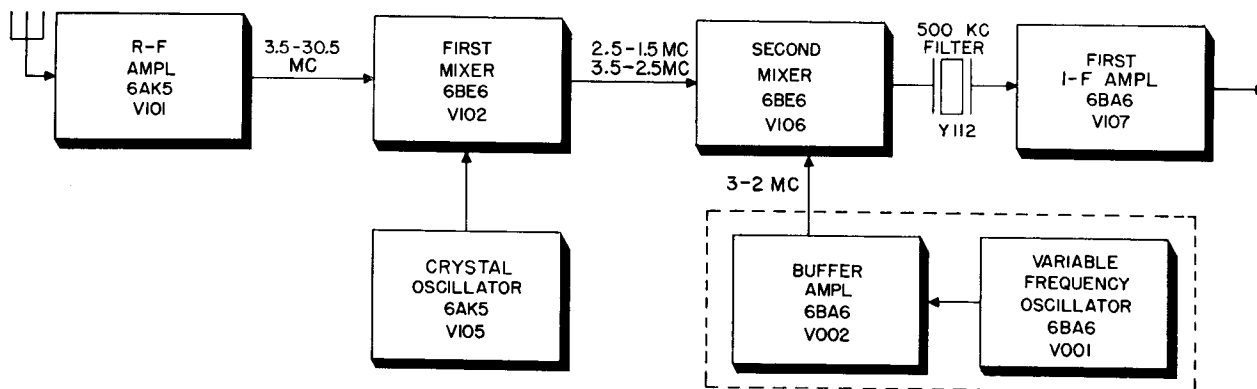 R-F
AMPL
6AK5
V101
3.5-30.5
MC
FIRST
MIXER
6BE6
V102
2.5-1.5 MC
3.5-2.5MC
SECOND
MIXER
6BE6
V106
500 KC
FILTER
Y112
FIRST
I-F AMPL
6BA6
V107
3-2 MC
CRYSTAL
OSCILLATOR
6AK5
V105
BUFFER
AMPL
6BA6
V002
VARIABLE
FREQUENCY
OSCILLATOR
6BA6
V001